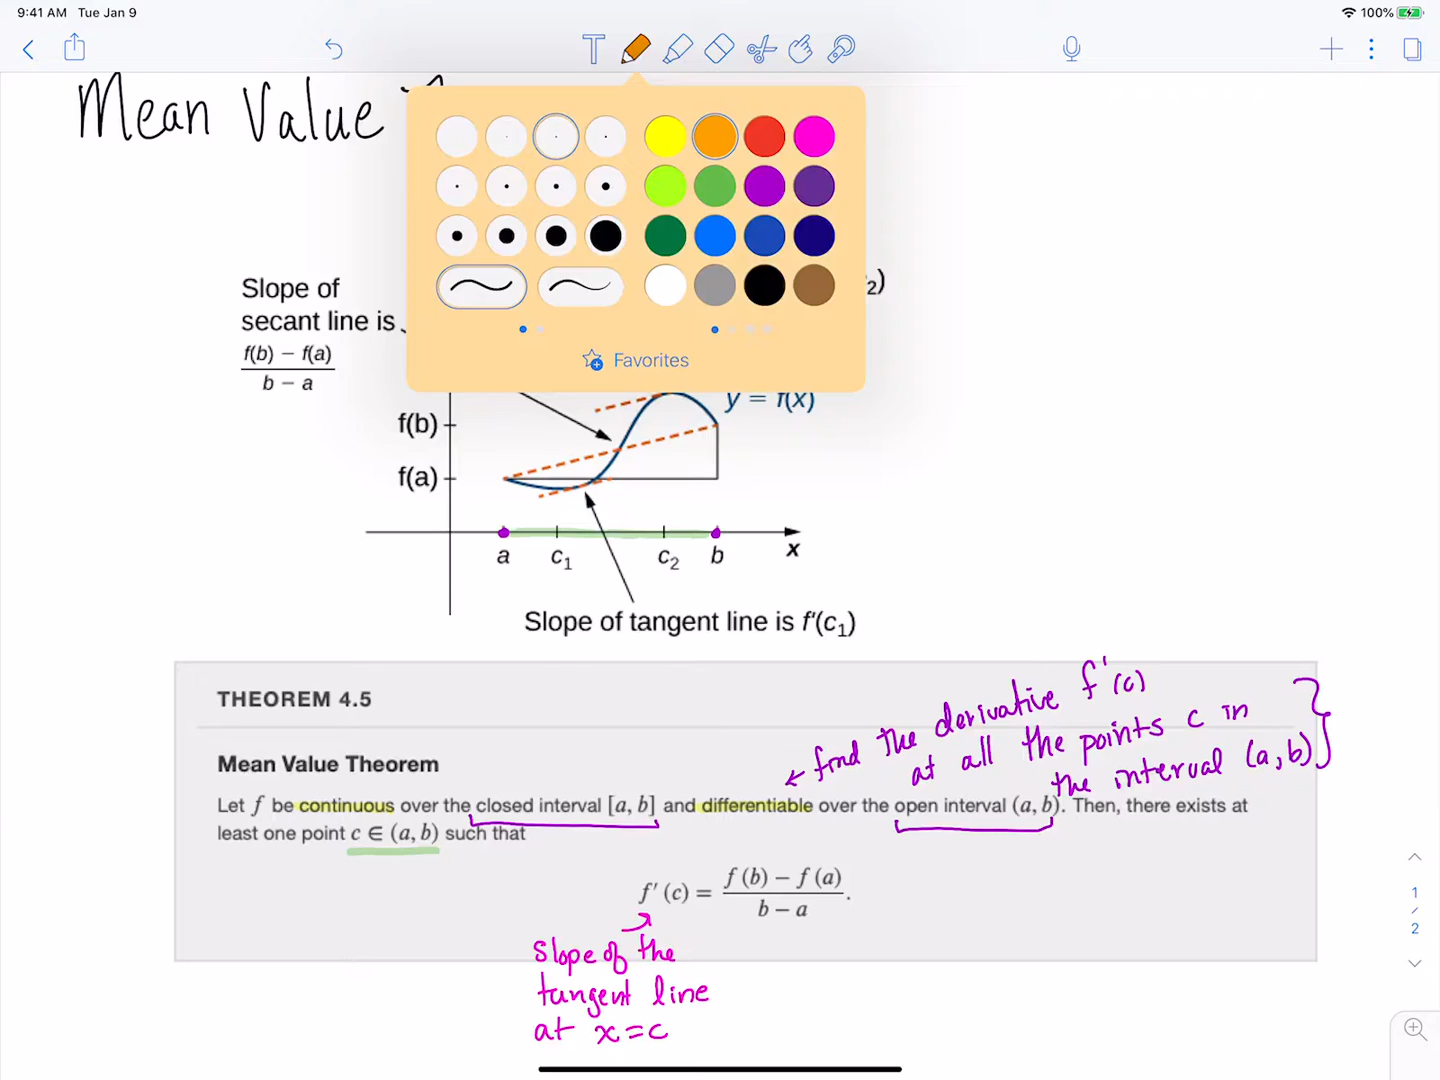 9:41 AM Tue Jan 9
100%
Mean Value
Favorites
Slope of
secant line is
f(b) − f(a)
b − a
₂)
y = f(x)
f(b)
f(a)
a c₁ c₂ b x
Slope of tangent line is f'(c₁)
THEOREM 4.5
find the derivative f'(c)
at all the points c in
the interval (a,b)
Mean Value Theorem
Let f be continuous over the closed interval [a, b] and differentiable over the open interval (a, b). Then, there exists at
least one point c ∈ (a, b) such that
f' (c) = f (b) − f (a)
b − a .
Slope of the
tangent line
at x=c
1
/
2